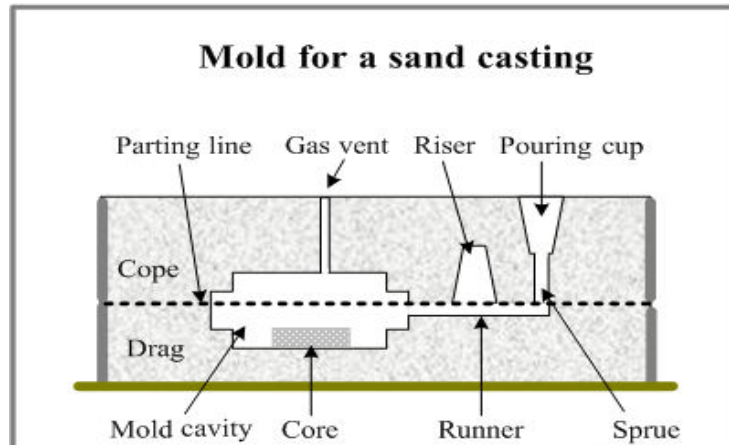 Mold for a sand casting
Parting line
Gas vent
Riser
Pouring cup
Cope
Drag
Mold cavity
Core
Runner
Sprue